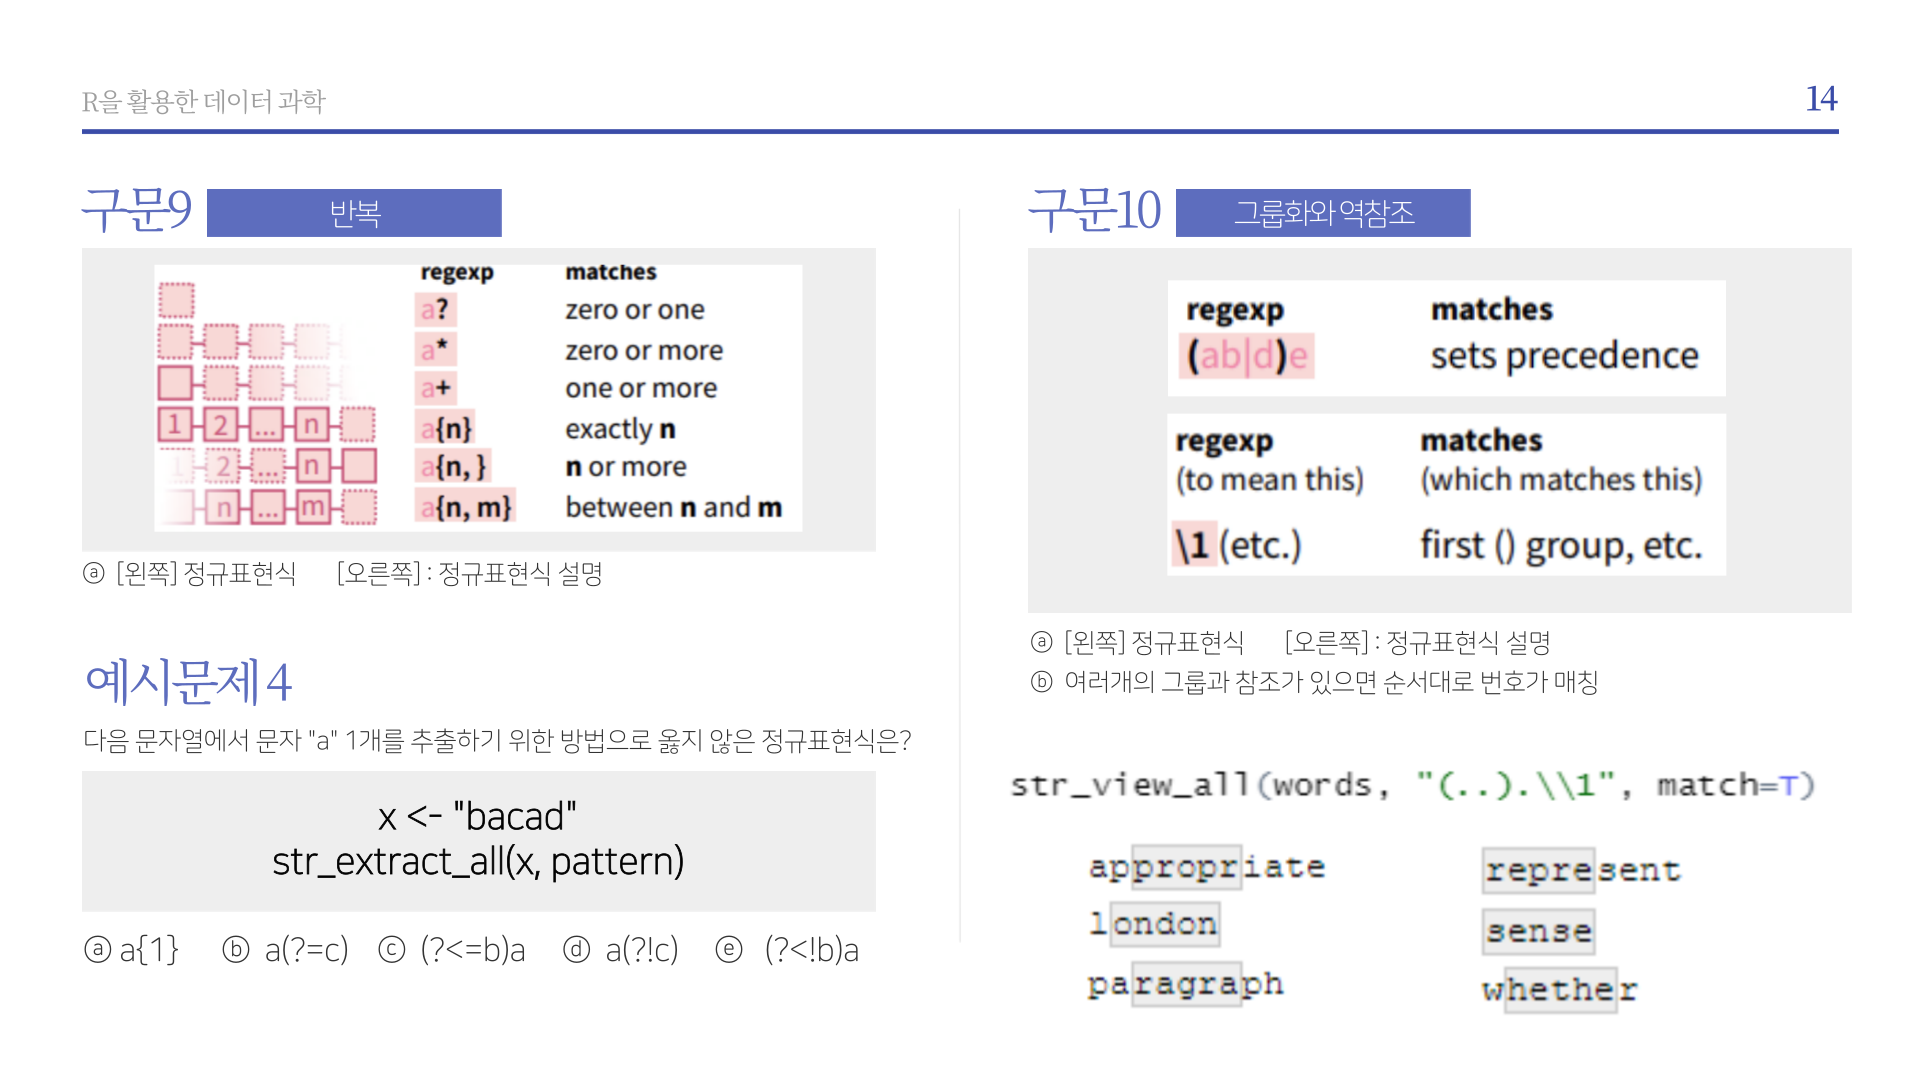 R을 활용한 데이터 과학
14
구문9
반복
regexp matches
a? zero or one
a* zero or more
a+ one or more
1 2 ... n a{n} exactly n
1 2 ... n a{n, } n or more
n ... m a{n, m} between n and m
ⓐ [왼쪽] 정규표현식 [오른쪽] : 정규표현식 설명
예시문제 4
다음 문자열에서 문자 "a" 1개를 추출하기 위한 방법으로 옳지 않은 정규표현식은?
x <- "bacad"
str_extract_all(x, pattern)
ⓐ a{1} ⓑ a(?=c) ⓒ (?<=b)a ⓓ a(?!c) ⓔ (?<!b)a
구문10
그룹화와 역참조
regexp matches
(ab|d)e sets precedence
regexp matches
(to mean this) (which matches this)
\1 (etc.) first () group, etc.
ⓐ [왼쪽] 정규표현식 [오른쪽] : 정규표현식 설명
ⓑ 여러개의 그룹과 참조가 있으면 순서대로 번호가 매칭
str_view_all(words, "(..).\\1", match=T)
appropriate represent
london sense
paragraph whether